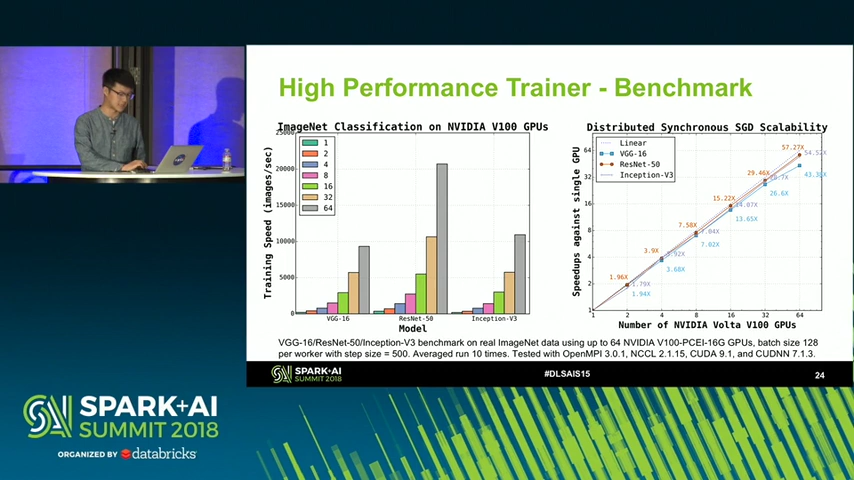 High Performance Trainer - Benchmark
ImageNet Classification on NVIDIA V100 GPUs
Training Speed (images/sec)
25000
20000
15000
10000
5000
0
1
2
4
8
16
32
64
VGG-16
ResNet-50
Inception-V3
Model
Distributed Synchronous SGD Scalability
Speedups against single GPU
64
32
16
8
4
2
1
Linear
VGG-16
ResNet-50
Inception-V3
1.96X
3.9X
7.58X
15.22X
29.46X
57.27X
1.79X
7.04X
14.07X
1.94X
3.68X
7.02X
13.65X
26.6X
1 2 4 8 16 32 64
Number of NVIDIA Volta V100 GPUs
VGG-16/ResNet-50/Inception-V3 benchmark on real ImageNet data using up to 64 NVIDIA V100-PCEI-16G GPUs, batch size 128
per worker with step size = 500. Averaged run 10 times. Tested with OpenMPI 3.0.1, NCCL 2.1.15, CUDA 9.1, and CUDNN 7.1.3.
SPARK+AI
SUMMIT 2018
#DLSAIS15
24
SPARK+AI
SUMMIT 2018
ORGANIZED BY databricks